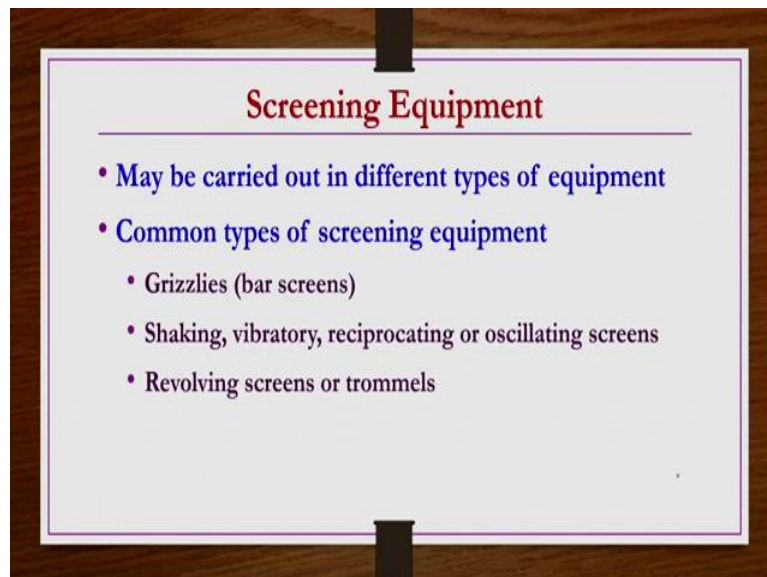 Screening Equipment
• May be carried out in different types of equipment
• Common types of screening equipment
• Grizzlies (bar screens)
• Shaking, vibratory, reciprocating or oscillating screens
• Revolving screens or trommels